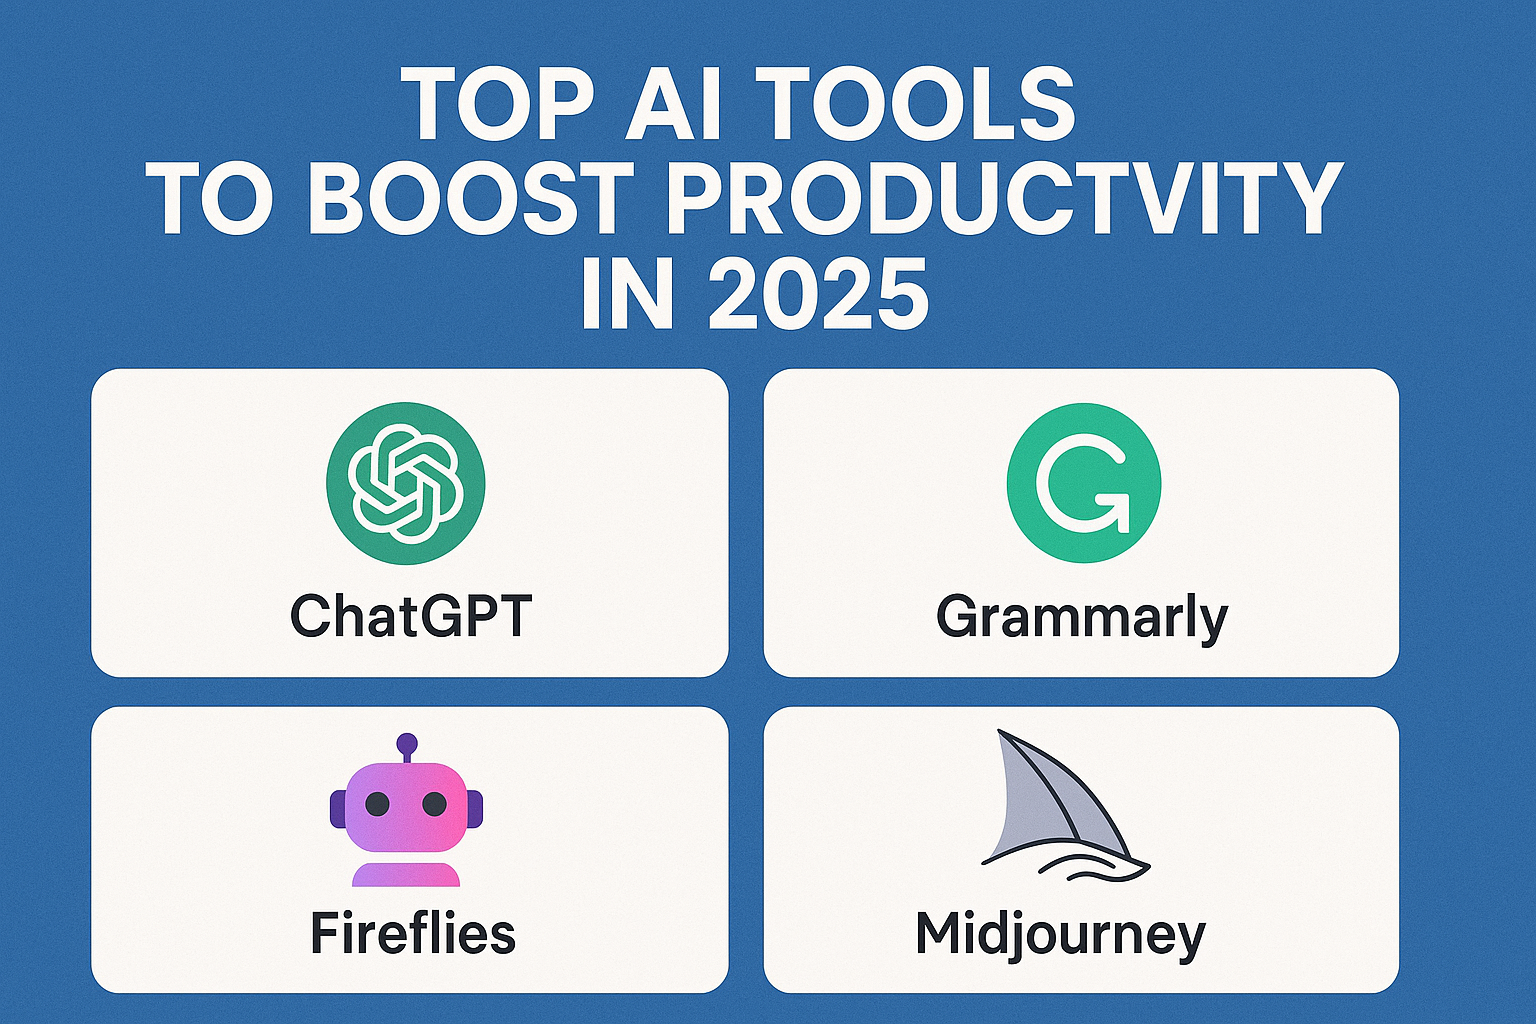 TOP AI TOOLS
TO BOOST PRODUCTVITY
IN 2025
ChatGPT
Grammarly
Fireflies
Midjourney